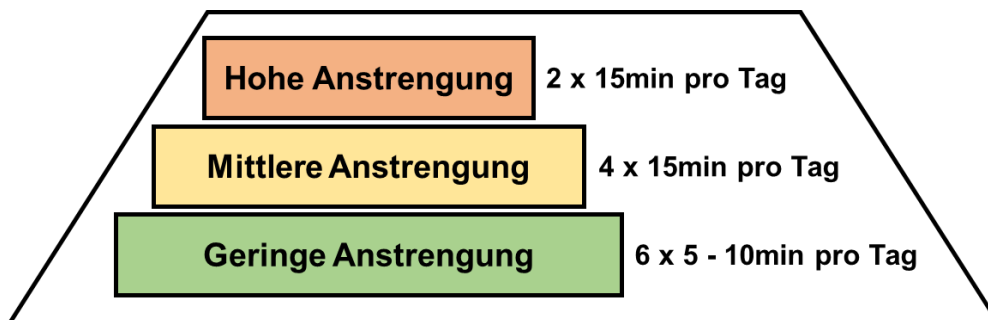 Hohe Anstrengung 2 x 15min pro Tag
Mittlere Anstrengung 4 x 15min pro Tag
Geringe Anstrengung 6 x 5 - 10min pro Tag